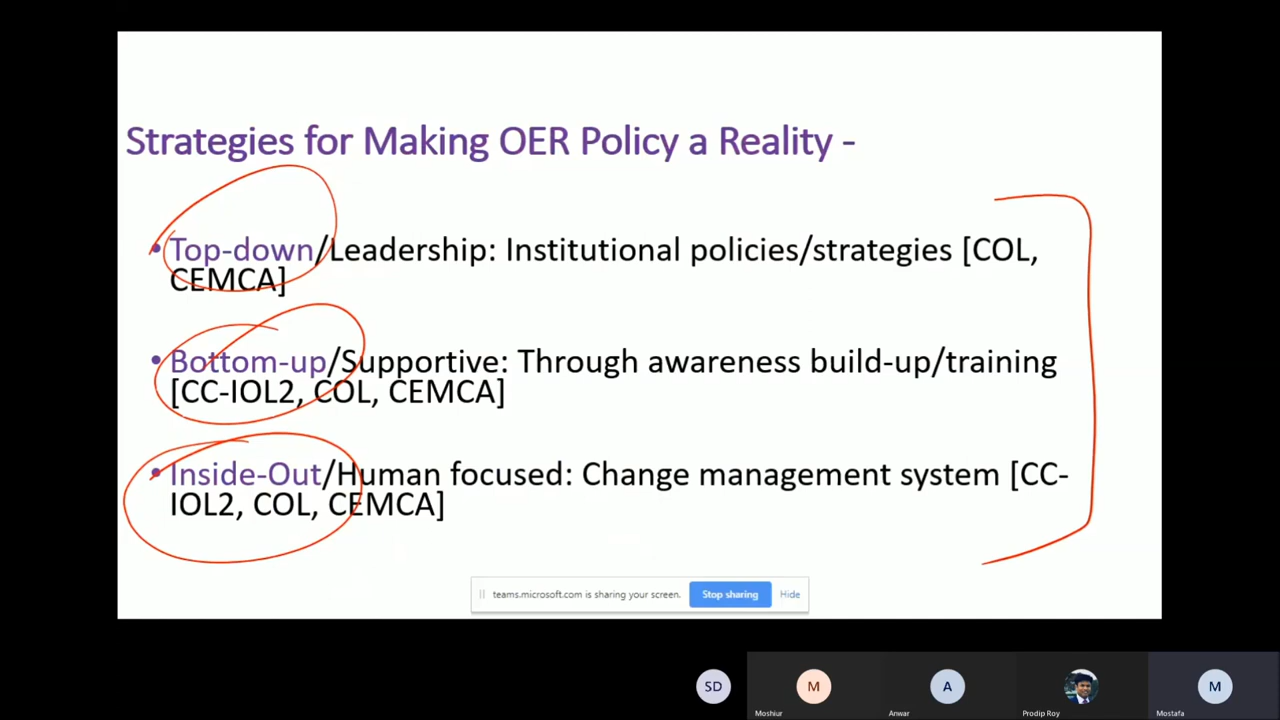 Strategies for Making OER Policy a Reality -
• Top-down/Leadership: Institutional policies/strategies [COL,
CEMCA]
• Bottom-up/Supportive: Through awareness build-up/training
[CC-IOL2, COL, CEMCA]
• Inside-Out/Human focused: Change management system [CC-
IOL2, COL, CEMCA]
teams.microsoft.com is sharing your screen. Stop sharing Hide
SD M A M
Moshiur Anwar Prodip Roy Mostafa